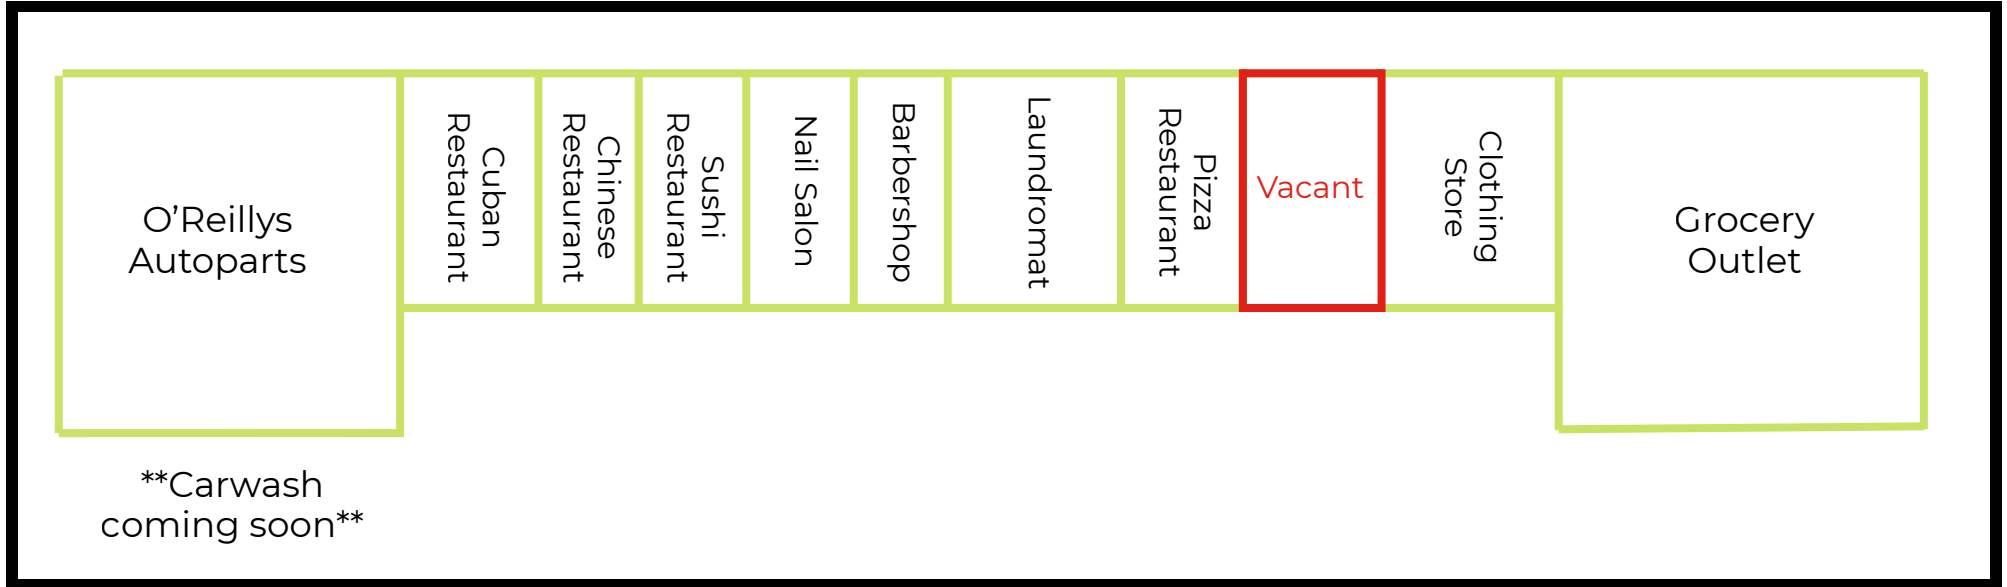 O’Reillys
Autoparts
Cuban
Restaurant
Chinese
Restaurant
Sushi
Restaurant
Nail Salon
Barbershop
Laundromat
Pizza
Restaurant
Vacant
Clothing
Store
Grocery
Outlet
**Carwash
coming soon**